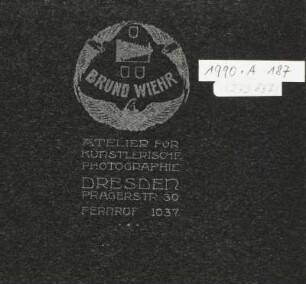 BRUNO WIEHR
1990.A 187
ATELIER FÜR
KÜNSTLERISCHE
PHOTOGRAPHIE
DRESDEN
PRAGERSTR. 30
FERNRUF 1037